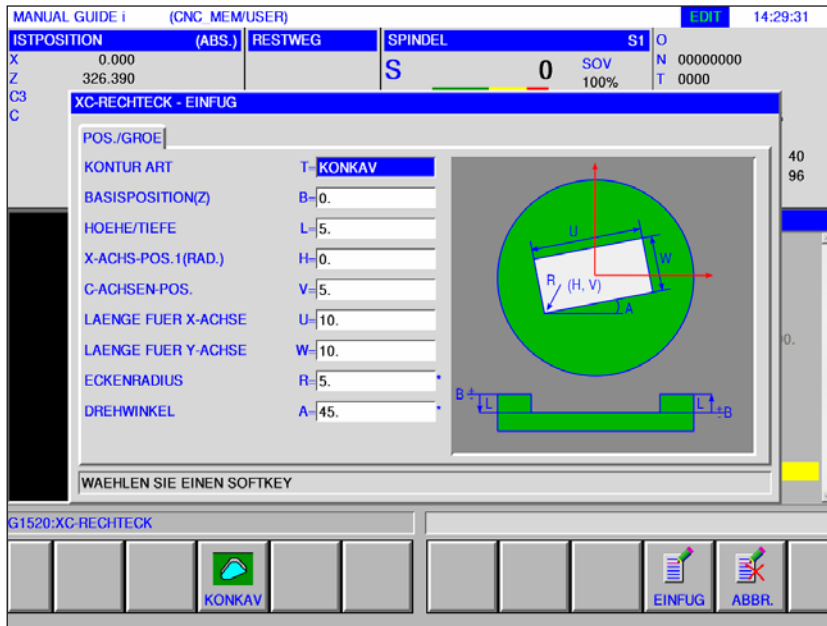 MANUAL GUIDE i (CNC_MEM/USER) EDIT 14:29:31
ISTPOSITION (ABS.) RESTWEG SPINDEL S1 O
X 0.000 S 0 SOV N 00000000
Z 326.390 100% T 0000
C3
C
XC-RECHTECK - EINFUG
POS./GROE
KONTUR ART T=KONKAV
BASISPOSITION(Z) B=0.
HOEHE/TIEFE L=5.
X-ACHS-POS.1(RAD.) H=0.
C-ACHSEN-POS. V=5.
LAENGE FUER X-ACHSE U=10.
LAENGE FUER Y-ACHSE W=10.
ECKENRADIUS R=5. *
DREHWINKEL A=45. *
U
W
R (H, V)
A
B ± L L ±B
40
96
0.
WAEHLEN SIE EINEN SOFTKEY
G1520:XC-RECHTECK
KONKAV EINFUG ABBR.